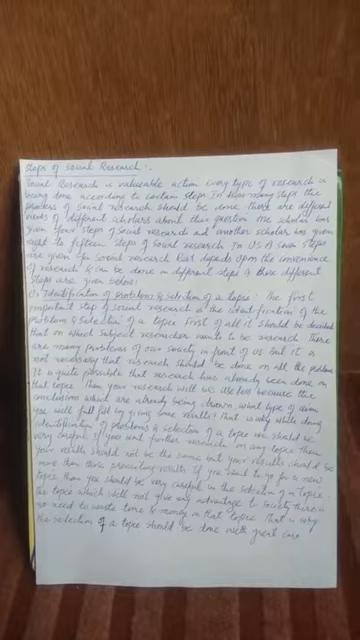 Steps of Social Research:-
Social Research is valueable action every type of research is
being done according to certain steps In how many steps the
process of social research should be done there are different
views of different scholars about this question one scholar has
given four steps of social research and another scholar has given
eight to fifteen steps of social research In USA Seven steps
are given for social research that depends upon the convenience
of research & can be done in different steps & these different
steps are given below:
(1) Identification of problems & selection of a topic: The first
important step of social research is the identification of the
problem & selection of a topic First of all it should be decided
that on which subject researcher wants to be research There
are many problems of our society in front of us but it is
not necessary that research should be done on all the problems
It is quite possible that research has already been done on
that topic Then your research will be useless because the
conclusions which are already being drawn what type of aim
you will full fill by giving same results That is why while doing
identification of problems & selection of a topic we should be
very careful if you want further research on any topic then
your results should not be the same but your results should be
more than those preceding results If you want to go for a new
topic than you should be very careful in the selection of a topic
the topic which will not give any advantage to society there is
no need to waste time & money on that topic That is why
the selection of a topic should be done with great care